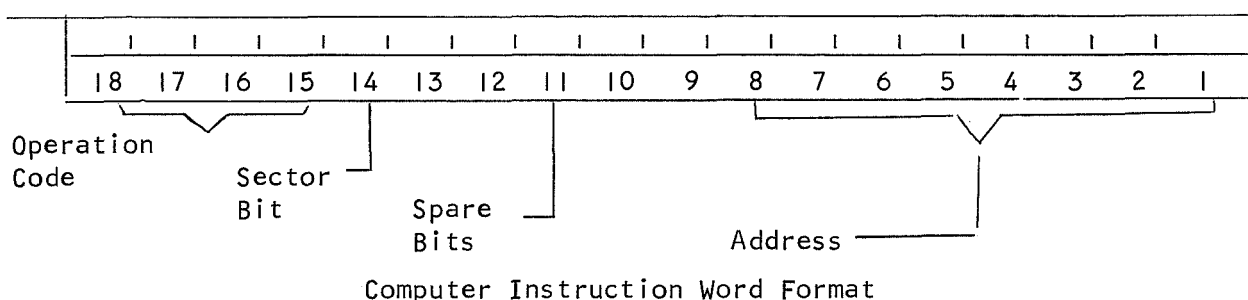 18 17 16 15 14 13 12 11 10 9 8 7 6 5 4 3 2 1
Operation
Code
Sector
Bit
Spare
Bits
Address
Computer Instruction Word Format